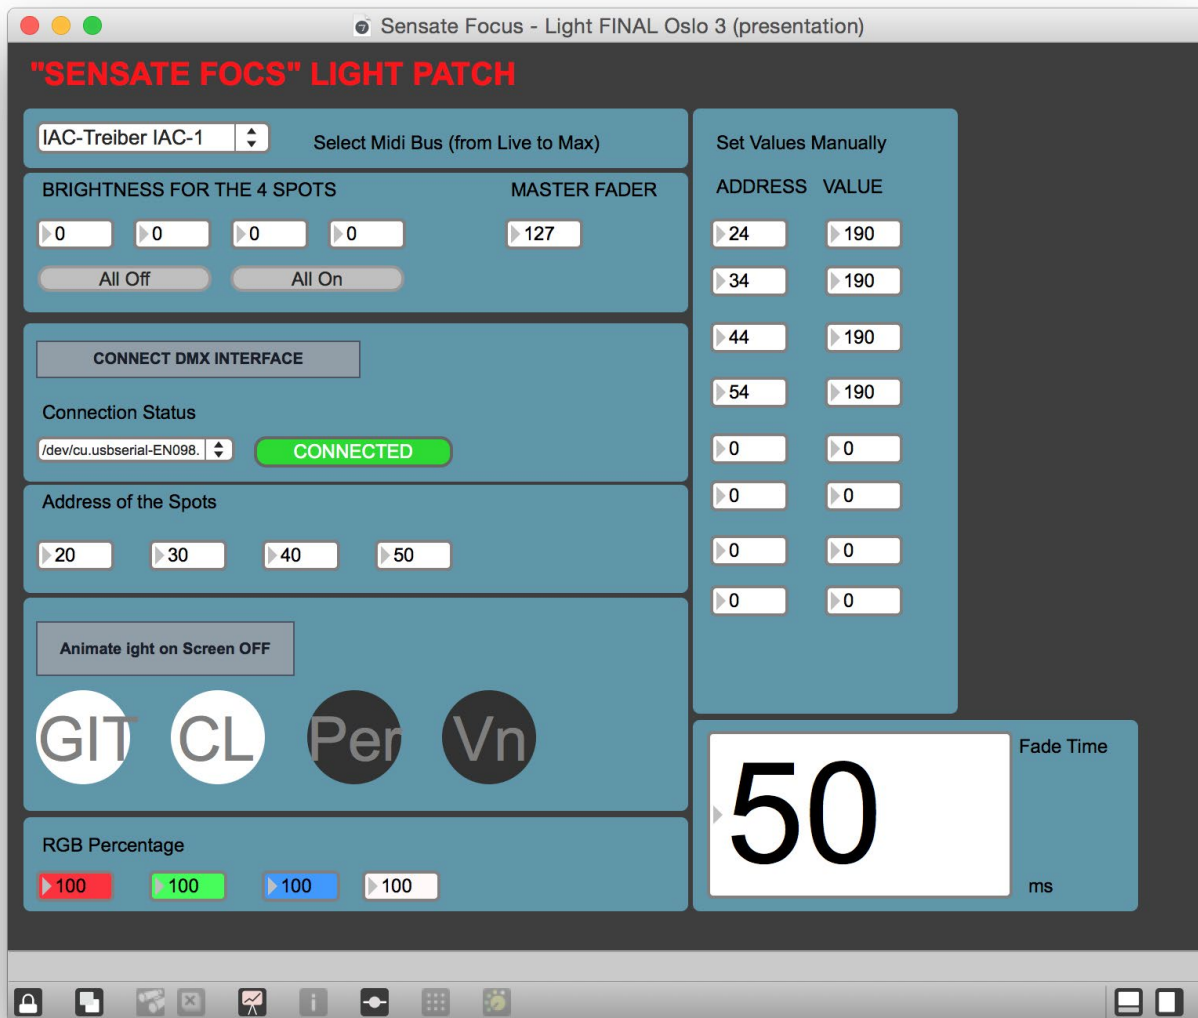 Sensate Focus - Light FINAL Oslo 3 (presentation)
"SENSATE FOCS" LIGHT PATCH
IAC-Treiber IAC-1
Select Midi Bus (from Live to Max)
BRIGHTNESS FOR THE 4 SPOTS
MASTER FADER
0 0 0 0 127
All Off All On
CONNECT DMX INTERFACE
Connection Status
/dev/cu.usbserial-EN098. CONNECTED
Address of the Spots
20 30 40 50
Animate ight on Screen OFF
GIT CL Per Vn
RGB Percentage
100 100 100 100
Set Values Manually
ADDRESS VALUE
24 190
34 190
44 190
54 190
0 0
0 0
0 0
0 0
Fade Time
50
ms